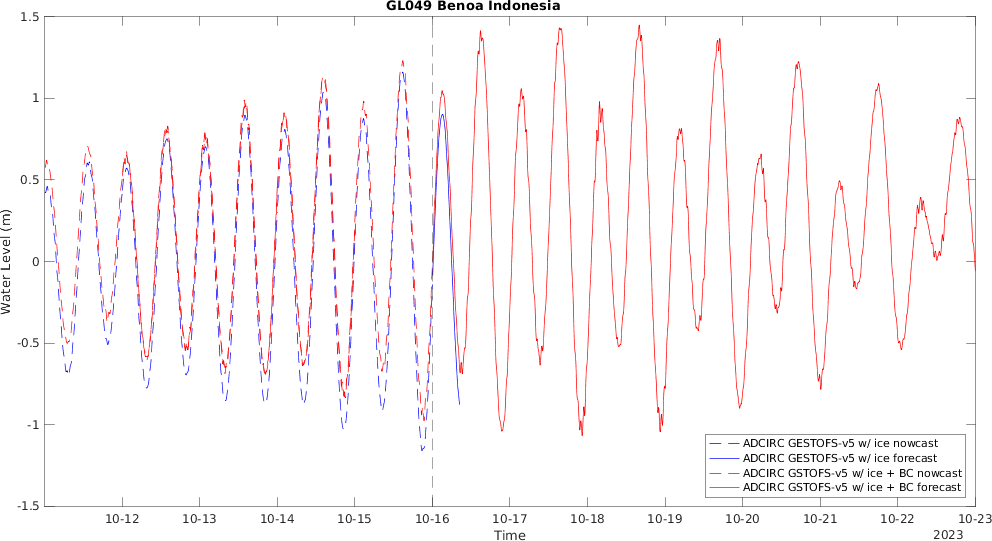 GL049 Benoa Indonesia
1.5
1
0.5
0
-0.5
-1
-1.5
Water Level (m)
ADCIRC GESTOFS-v5 w/ ice nowcast
ADCIRC GESTOFS-v5 w/ ice forecast
ADCIRC GSTOFS-v5 w/ ice + BC nowcast
ADCIRC GSTOFS-v5 w/ ice + BC forecast
10-12 10-13 10-14 10-15 10-16 10-17 10-18 10-19 10-20 10-21 10-22 10-23
Time
2023